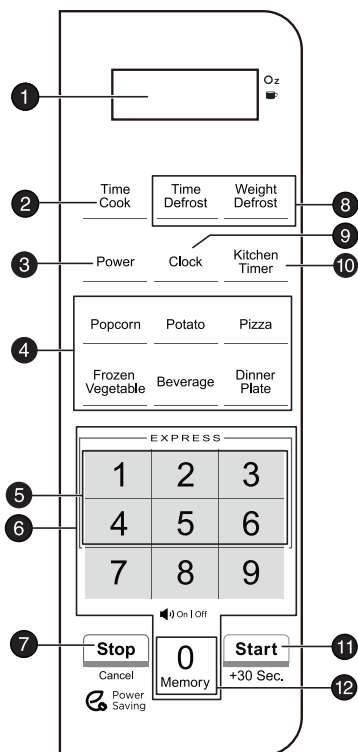 1
Oz
2
Time Cook
Time Defrost
Weight Defrost
8
9
3
Power
Clock
Kitchen Timer
10
4
Popcorn
Potato
Pizza
Frozen Vegetable
Beverage
Dinner Plate
EXPRESS
5
1 2 3
6
4 5 6
7 8 9
On | Off
7
Stop
0
Start
11
Cancel
Memory
+30 Sec.
12
Power
Saving